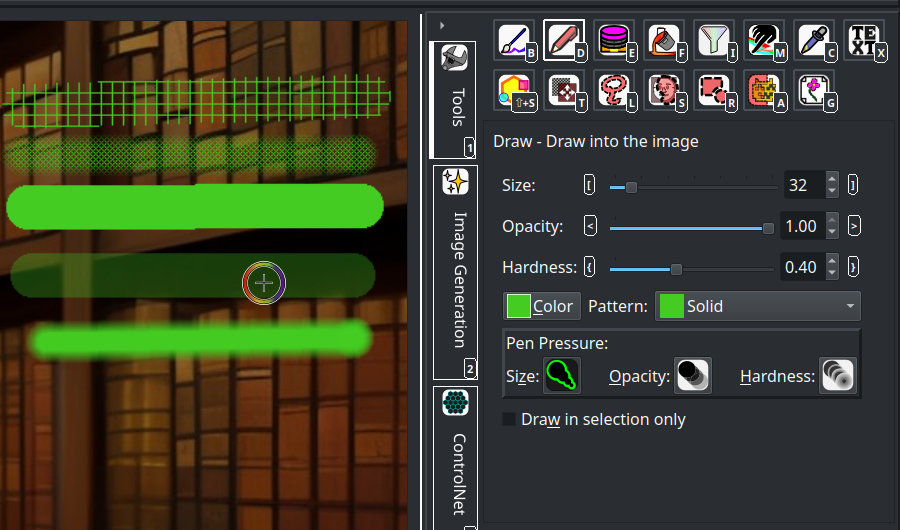 B
D
E
F
I
M
C
TEXT
X
⇧+S
T
L
S
R
A
G
Tools
1
Image Generation
2
ControlNet
Draw - Draw into the image
Size: [ 32 ]
Opacity: < 1.00 >
Hardness: { 0.40 }
Color Pattern: Solid
Pen Pressure:
Size: Opacity: Hardness:
Draw in selection only